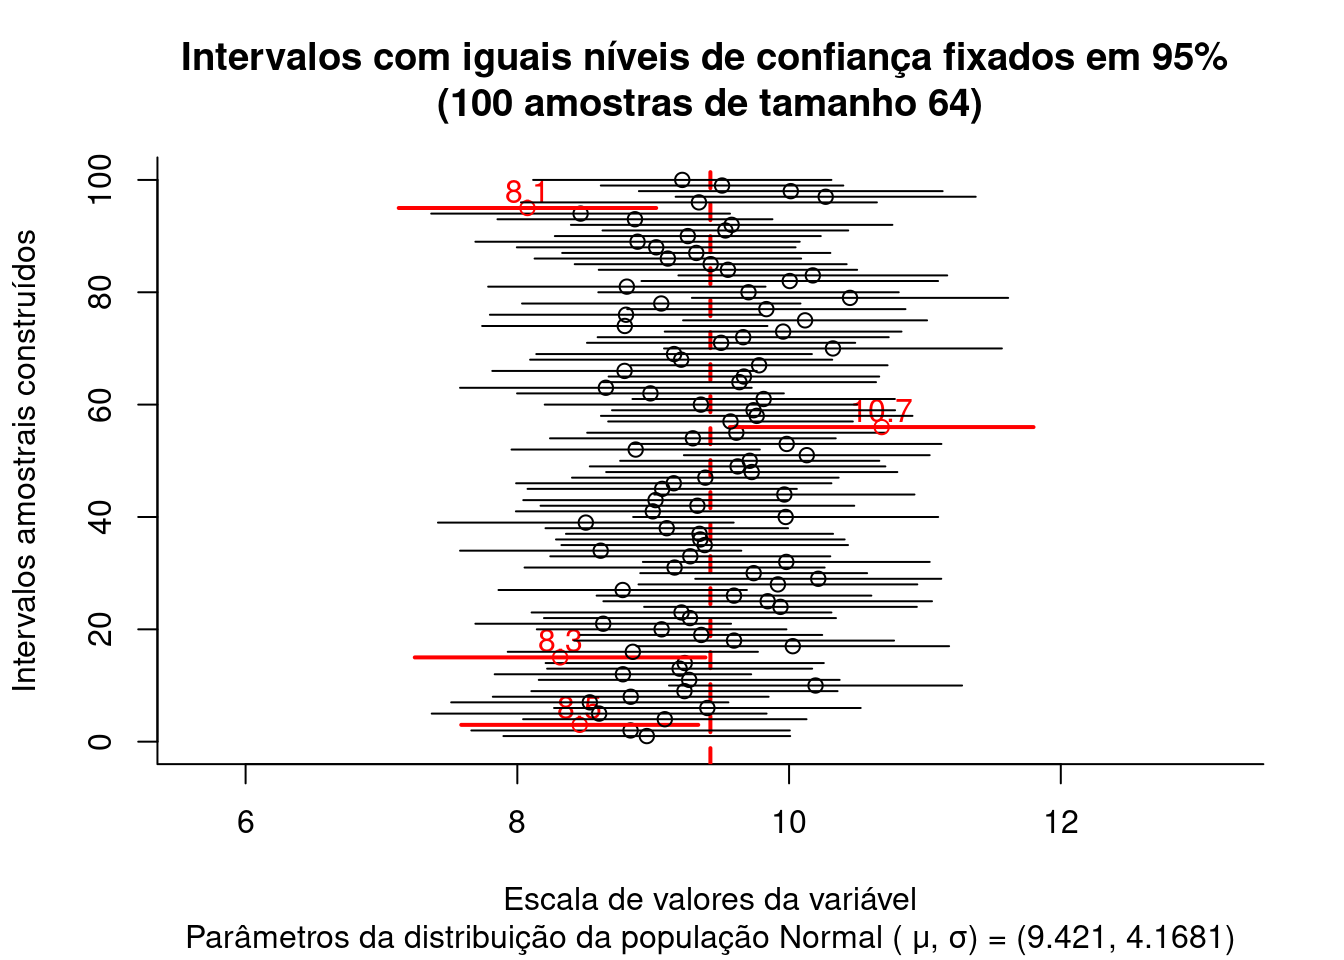 Intervalos com iguais níveis de confiança fixados em 95%
(100 amostras de tamanho 64)
Intervalos amostrais construídos
100
80
60
40
20
0
8.1
10.7
8.3
8.5
6 8 10 12
Escala de valores da variável
Parâmetros da distribuição da população Normal ( μ, σ) = (9.421, 4.1681)